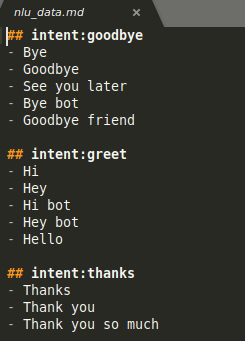 nlu_data.md ×
## intent:goodbye
- Bye
- Goodbye
- See you later
- Bye bot
- Goodbye friend
## intent:greet
- Hi
- Hey
- Hi bot
- Hey bot
- Hello
## intent:thanks
- Thanks
- Thank you
- Thank you so much